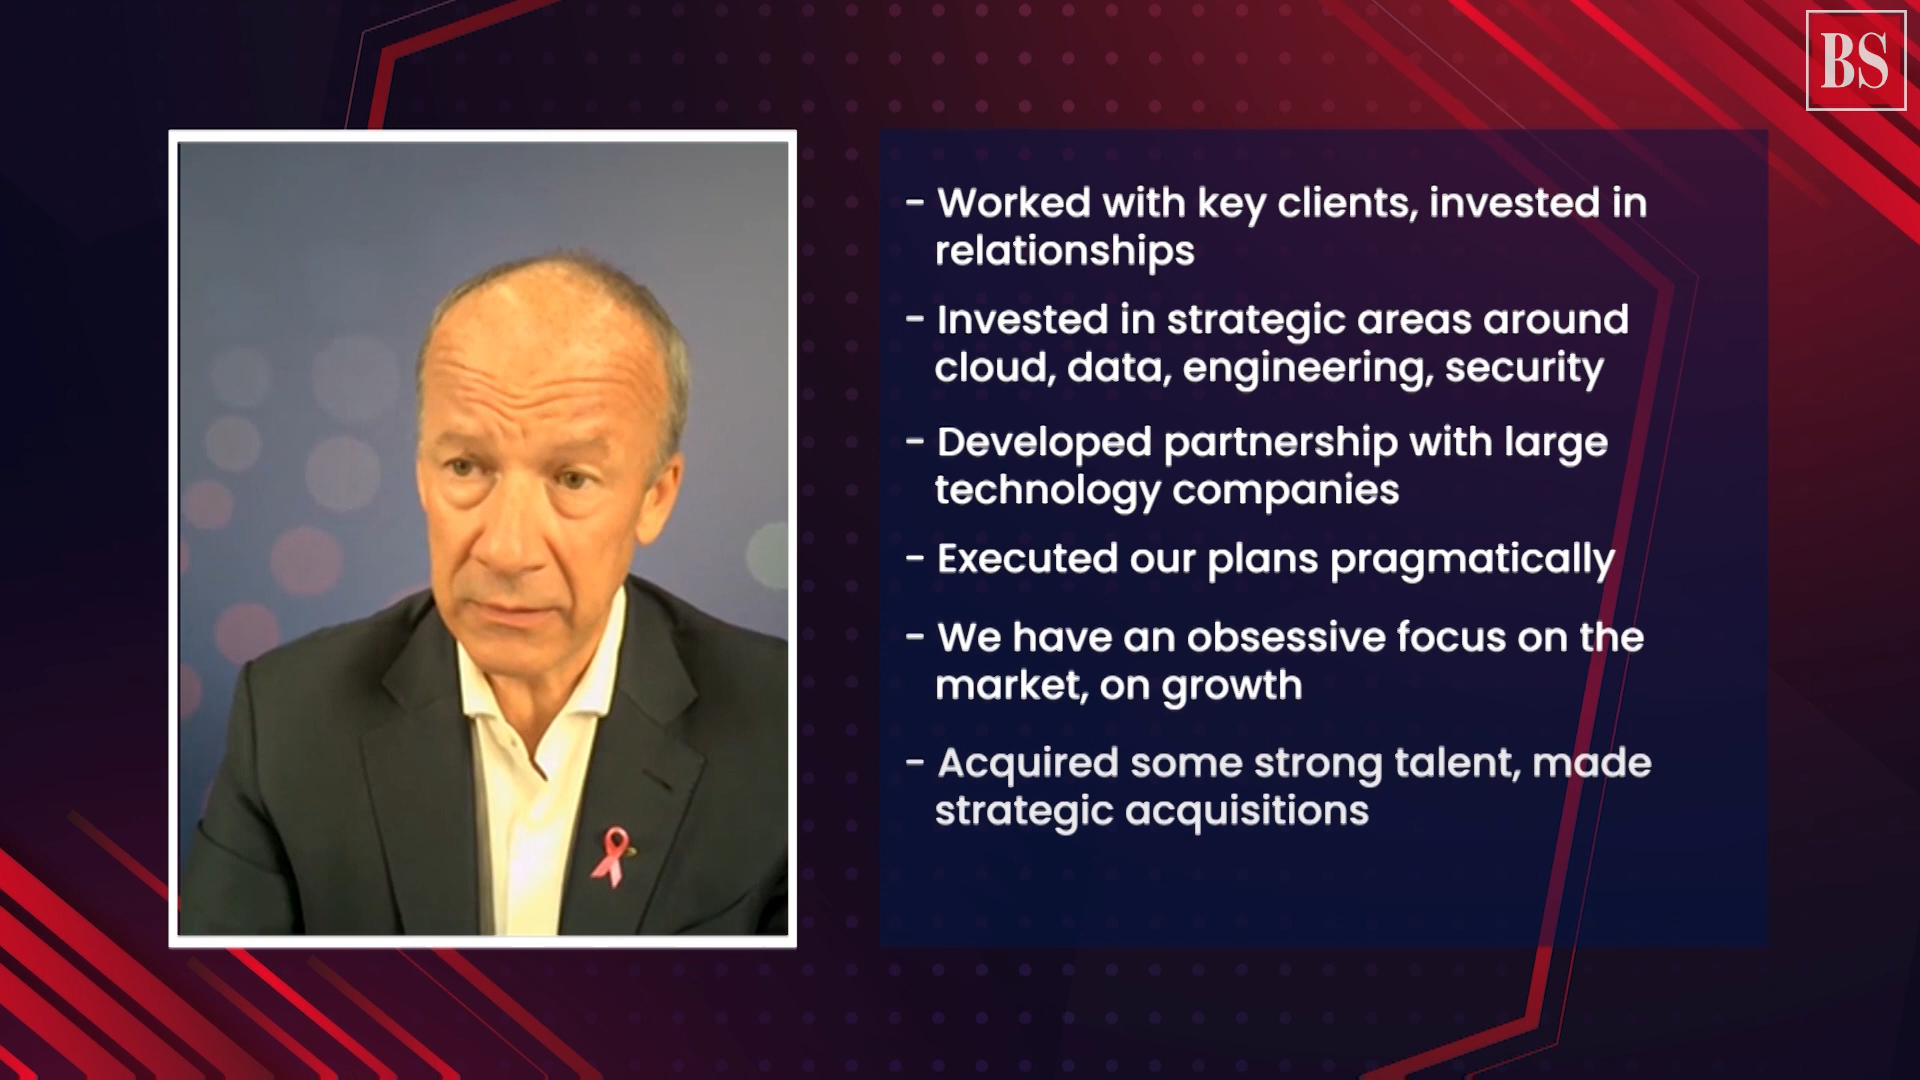 BS
- Worked with key clients, invested in
relationships
- Invested in strategic areas around
cloud, data, engineering, security
- Developed partnership with large
technology companies
- Executed our plans pragmatically
- We have an obsessive focus on the
market, on growth
- Acquired some strong talent, made
strategic acquisitions